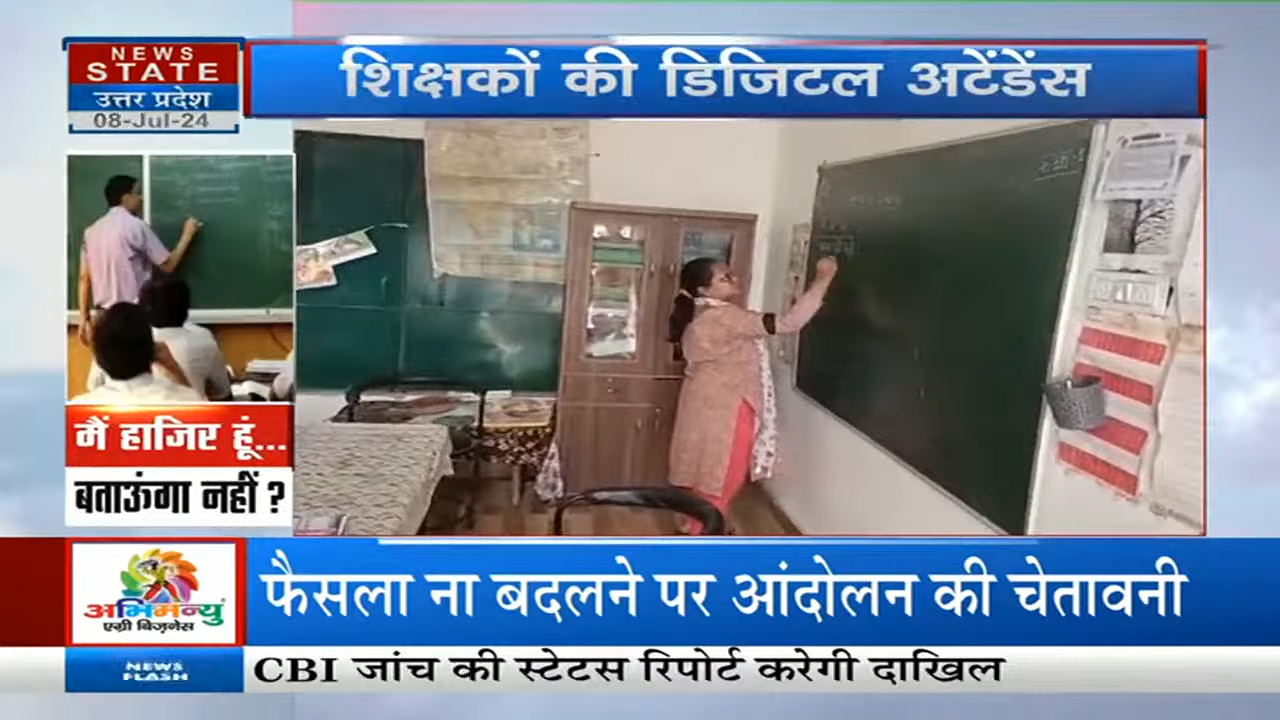 NEWS
STATE
उत्तर प्रदेश
08-Jul-24
शिक्षकों की डिजिटल अटेंडेंस
मैं हाजिर हूं...
बताऊंगा नहीं ?
अभिमन्यु
एग्री बिज़नेस
फैसला ना बदलने पर आंदोलन की चेतावनी
NEWS
FLASH
CBI जांच की स्टेटस रिपोर्ट करेगी दाखिल